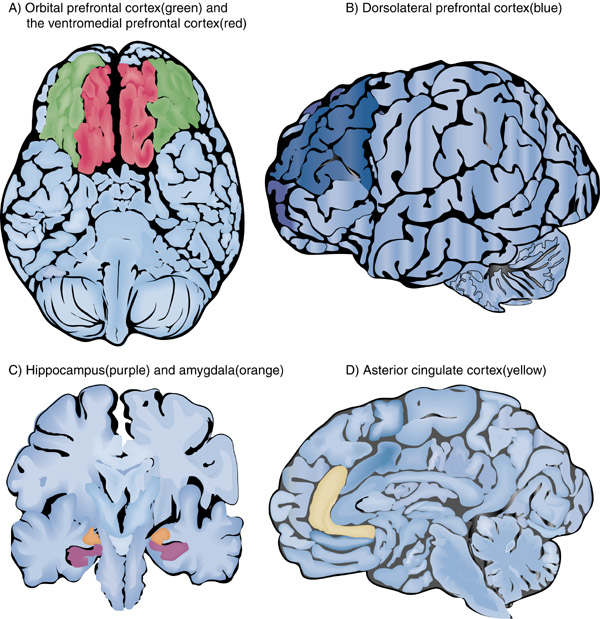 A) Orbital prefrontal cortex(green) and
the ventromedial prefrontal cortex(red)
B) Dorsolateral prefrontal cortex(blue)
C) Hippocampus(purple) and amygdala(orange)
D) Asterior cingulate cortex(yellow)